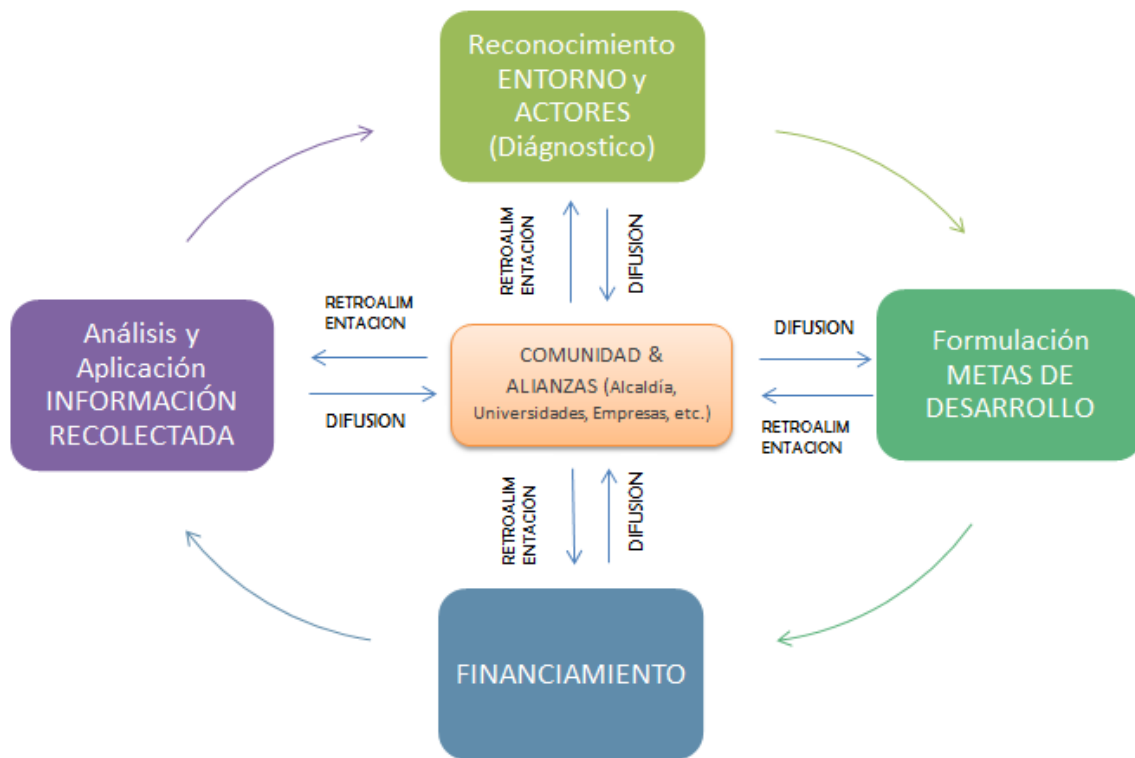 Reconocimiento
ENTORNO y
ACTORES
(Diágnostico)
RETROALIM
ENTACIÓN
DIFUSION
Análisis y
Aplicación
INFORMACIÓN
RECOLECTADA
RETROALIM
ENTACION
DIFUSION
COMUNIDAD &
ALIANZAS (Alcaldía,
Universidades, Empresas, etc.)
DIFUSION
RETROALIM
ENTACION
Formulación
METAS DE
DESARROLLO
RETROALIM
ENTACIÓN
DIFUSION
FINANCIAMIENTO